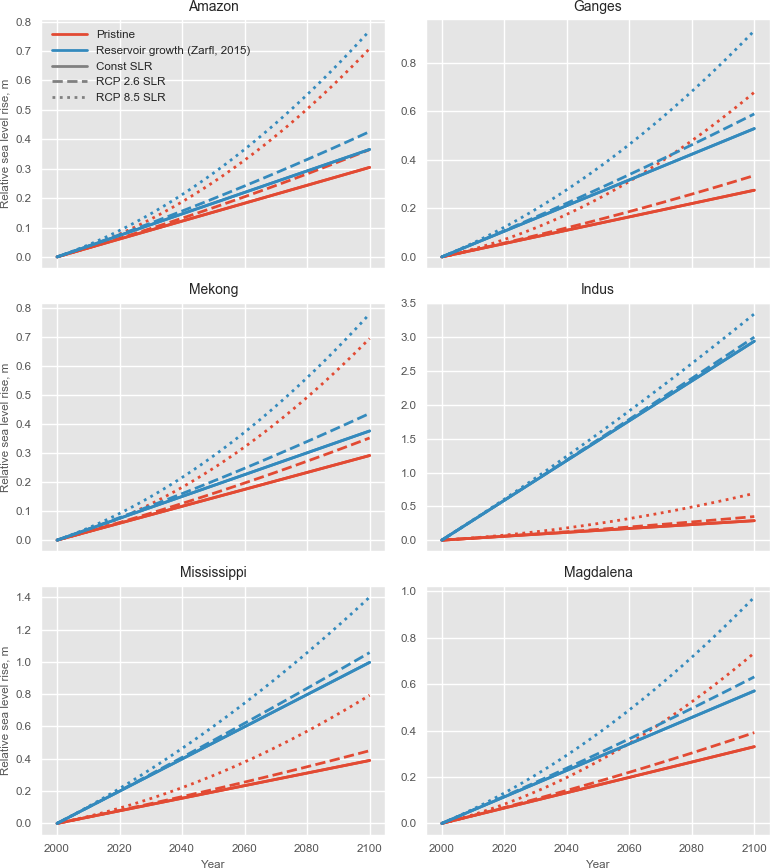 Amazon
Ganges
0.8
0.7
0.6
0.5
0.4
0.3
0.2
0.1
0.0
Relative sea level rise, m
Pristine
Reservoir growth (Zarfl, 2015)
Const SLR
RCP 2.6 SLR
RCP 8.5 SLR
0.8
0.6
0.4
0.2
0.0
Mekong
Indus
0.8
0.7
0.6
0.5
0.4
0.3
0.2
0.1
0.0
Relative sea level rise, m
3.5
3.0
2.5
2.0
1.5
1.0
0.5
0.0
Mississippi
Magdalena
1.4
1.2
1.0
0.8
0.6
0.4
0.2
0.0
Relative sea level rise, m
1.0
0.8
0.6
0.4
0.2
0.0
2000 2020 2040 2060 2080 2100
Year
2000 2020 2040 2060 2080 2100
Year